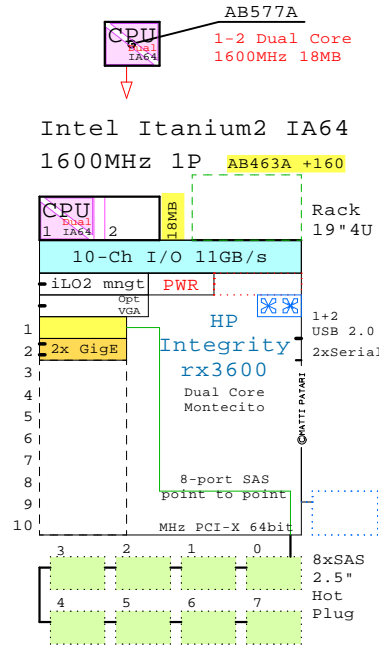 AB577A
CPU
Dual
IA64
1-2 Dual Core
1600MHz 18MB
Intel Itanium2 IA64
1600MHz 1P AB463A +160
CPU
Dual
1 IA64 2
18MB
Rack
19"4U
10-Ch I/O 11GB/s
iLO2 mngt PWR
Opt
VGA
1+2
USB 2.0
2xSerial
HP
Integrity
rx3600
Dual Core
Montecito
©MATTI PATARI
1
2 2x GigE
3
4
5
6
7
8
9
10
8-port SAS
point to point
MHz PCI-X 64bit
3 2 1 0
4 5 6 7
8xSAS
2.5"
Hot
Plug